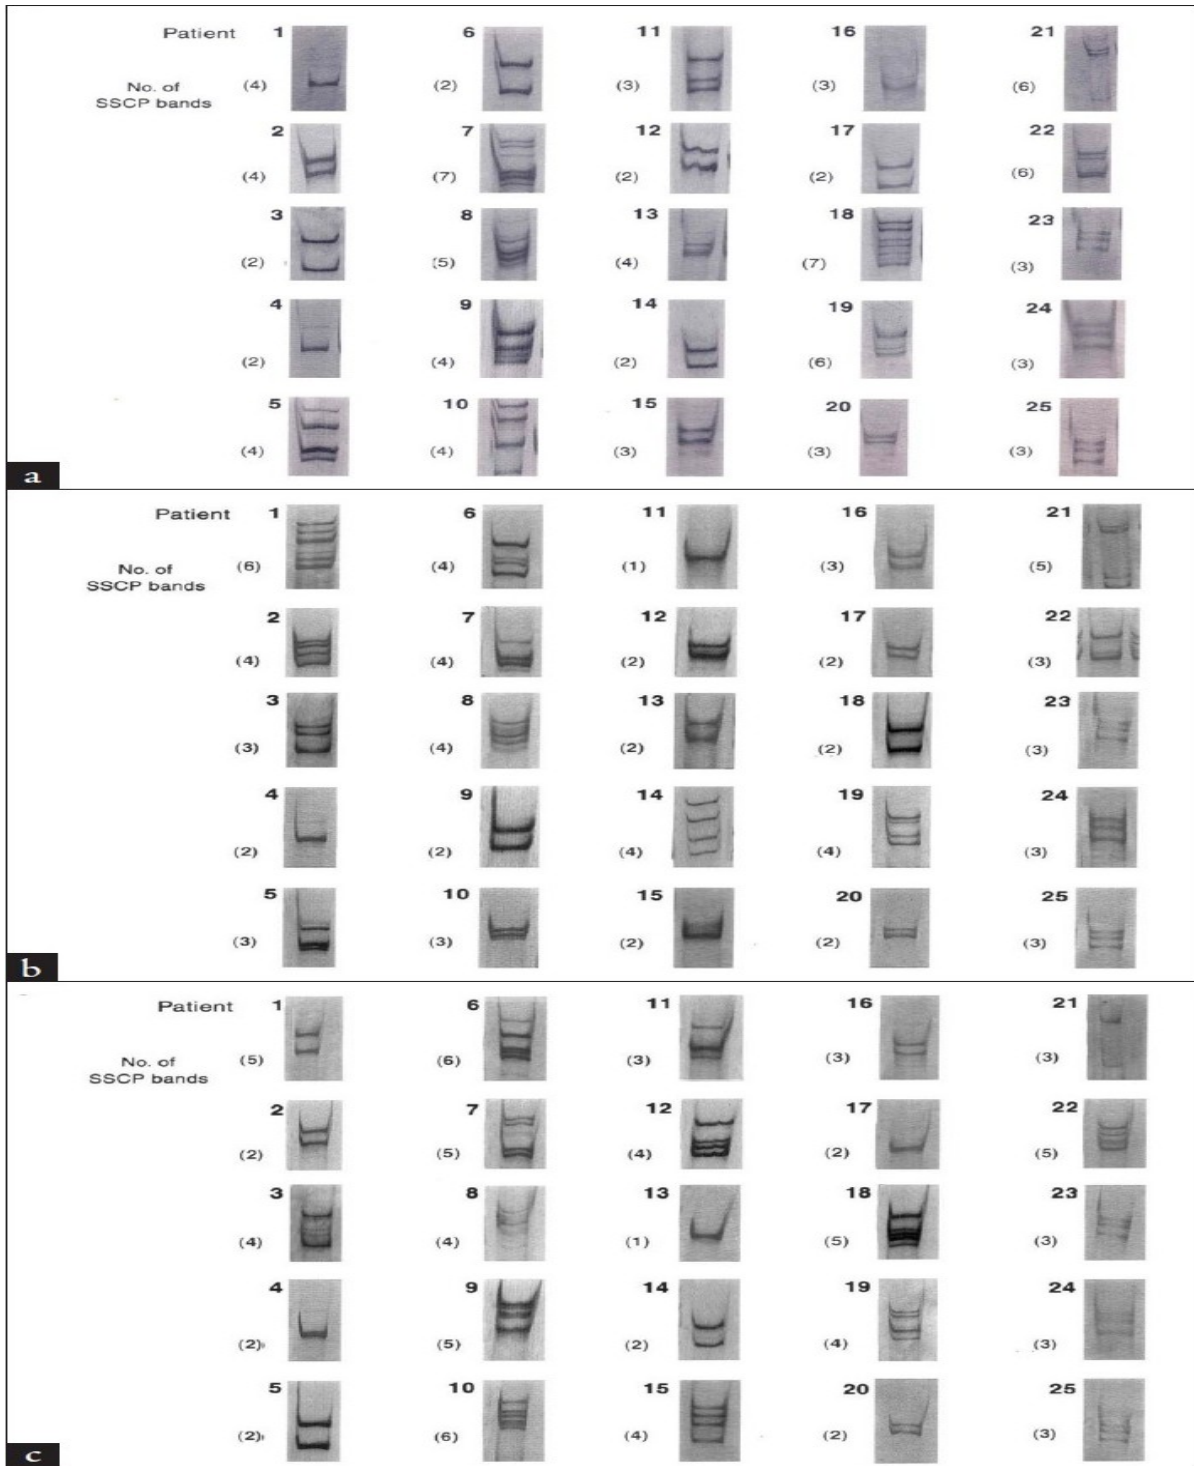 Patient 1 6 11 16 21
No. of
SSCP bands
(4) (2) (3) (3) (6)
2 7 12 17 22
(4) (7) (2) (2) (6)
3 8 13 18 23
(2) (5) (4) (7) (3)
4 9 14 19 24
(2) (4) (2) (6) (3)
5 10 15 20 25
(4) (4) (3) (3) (3)
a
Patient 1 6 11 16 21
No. of
SSCP bands
(6) (4) (1) (3) (5)
2 7 12 17 22
(4) (4) (2) (2) (3)
3 8 13 18 23
(3) (4) (2) (2) (3)
4 9 14 19 24
(2) (2) (4) (4) (3)
5 10 15 20 25
(3) (3) (2) (2) (3)
b
Patient 1 6 11 16 21
No. of
SSCP bands
(5) (6) (3) (3) (3)
2 7 12 17 22
(2) (5) (4) (2) (5)
3 8 13 18 23
(4) (4) (1) (5) (3)
4 9 14 19 24
(2) (5) (2) (4) (3)
5 10 15 20 25
(2) (6) (4) (2) (3)
c